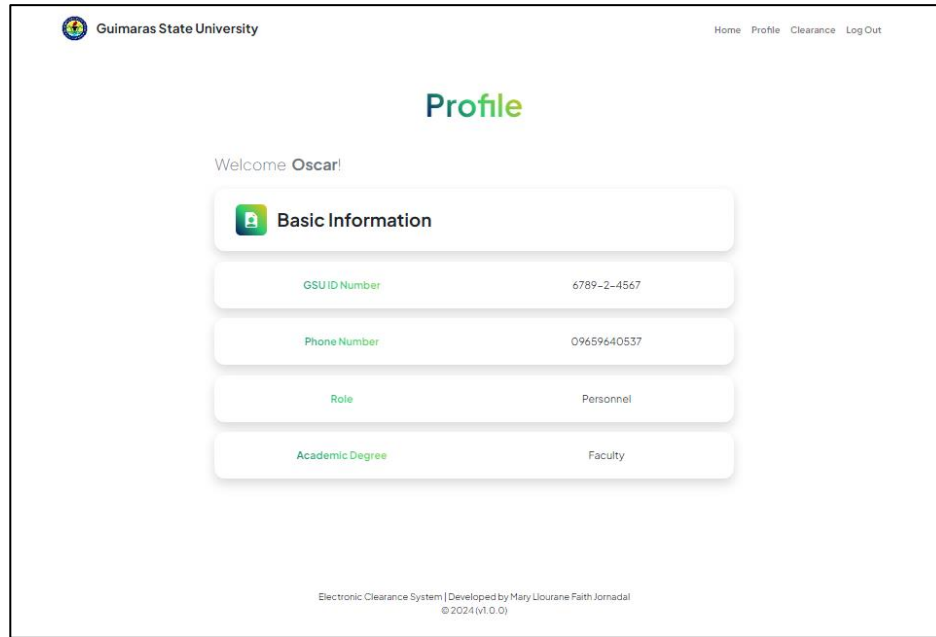 Guimaras State University
Home Profile Clearance Log Out
Profile
Welcome Oscar!
Basic Information
GSU ID Number 6789-2-4567
Phone Number 09659640537
Role Personnel
Academic Degree Faculty
Electronic Clearance System | Developed by Mary Llourane Faith Jornadal
© 2024 (v1.0.0)